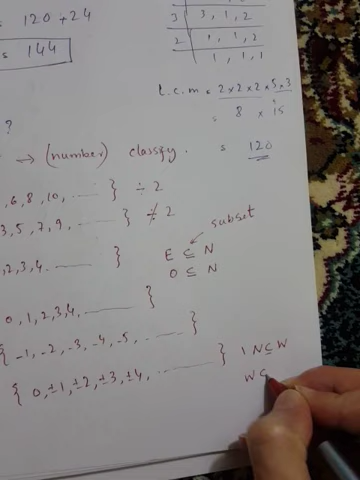 120 + 24
144
3 | 3, 1, 2
2 | 1, 1, 2
1, 1, 1
l.c.m = 2 x 2 x 2 x 5 x 3
= 8 x 15
= 120
?
→ (number) classify.
6, 8, 10, ...... } ÷ 2
3, 5, 7, 9, ...... } ÷̸ 2
subset
2, 3, 4. ...... }
E ⊆ N
O ⊆ N
0, 1, 2, 3, 4, ...... }
{ -1, -2, -3, -4, -5, ...... }
{ 0, ±1, ±2, ±3, ±4, ...... }
N ⊆ W
W ⊂